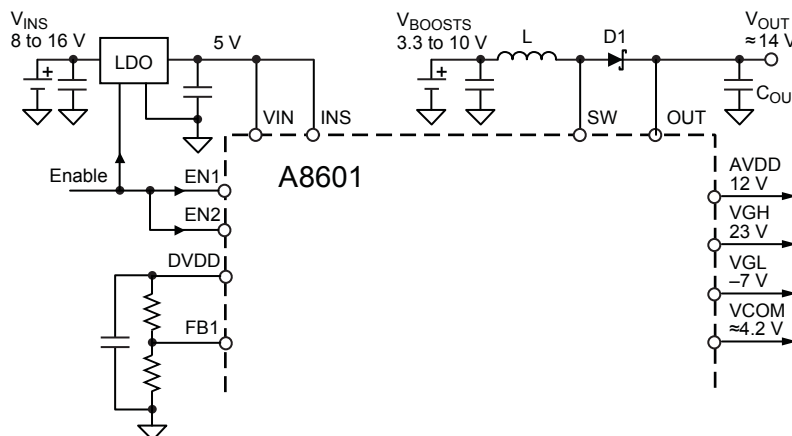 VINS
8 to 16 V
LDO
5 V
VBOOSTS
3.3 to 10 V
L
D1
VOUT
≈14 V
COU
VIN
INS
SW
OUT
Enable
EN1
EN2
A8601
AVDD
12 V
VGH
23 V
VGL
–7 V
VCOM
≈4.2 V
DVDD
FB1